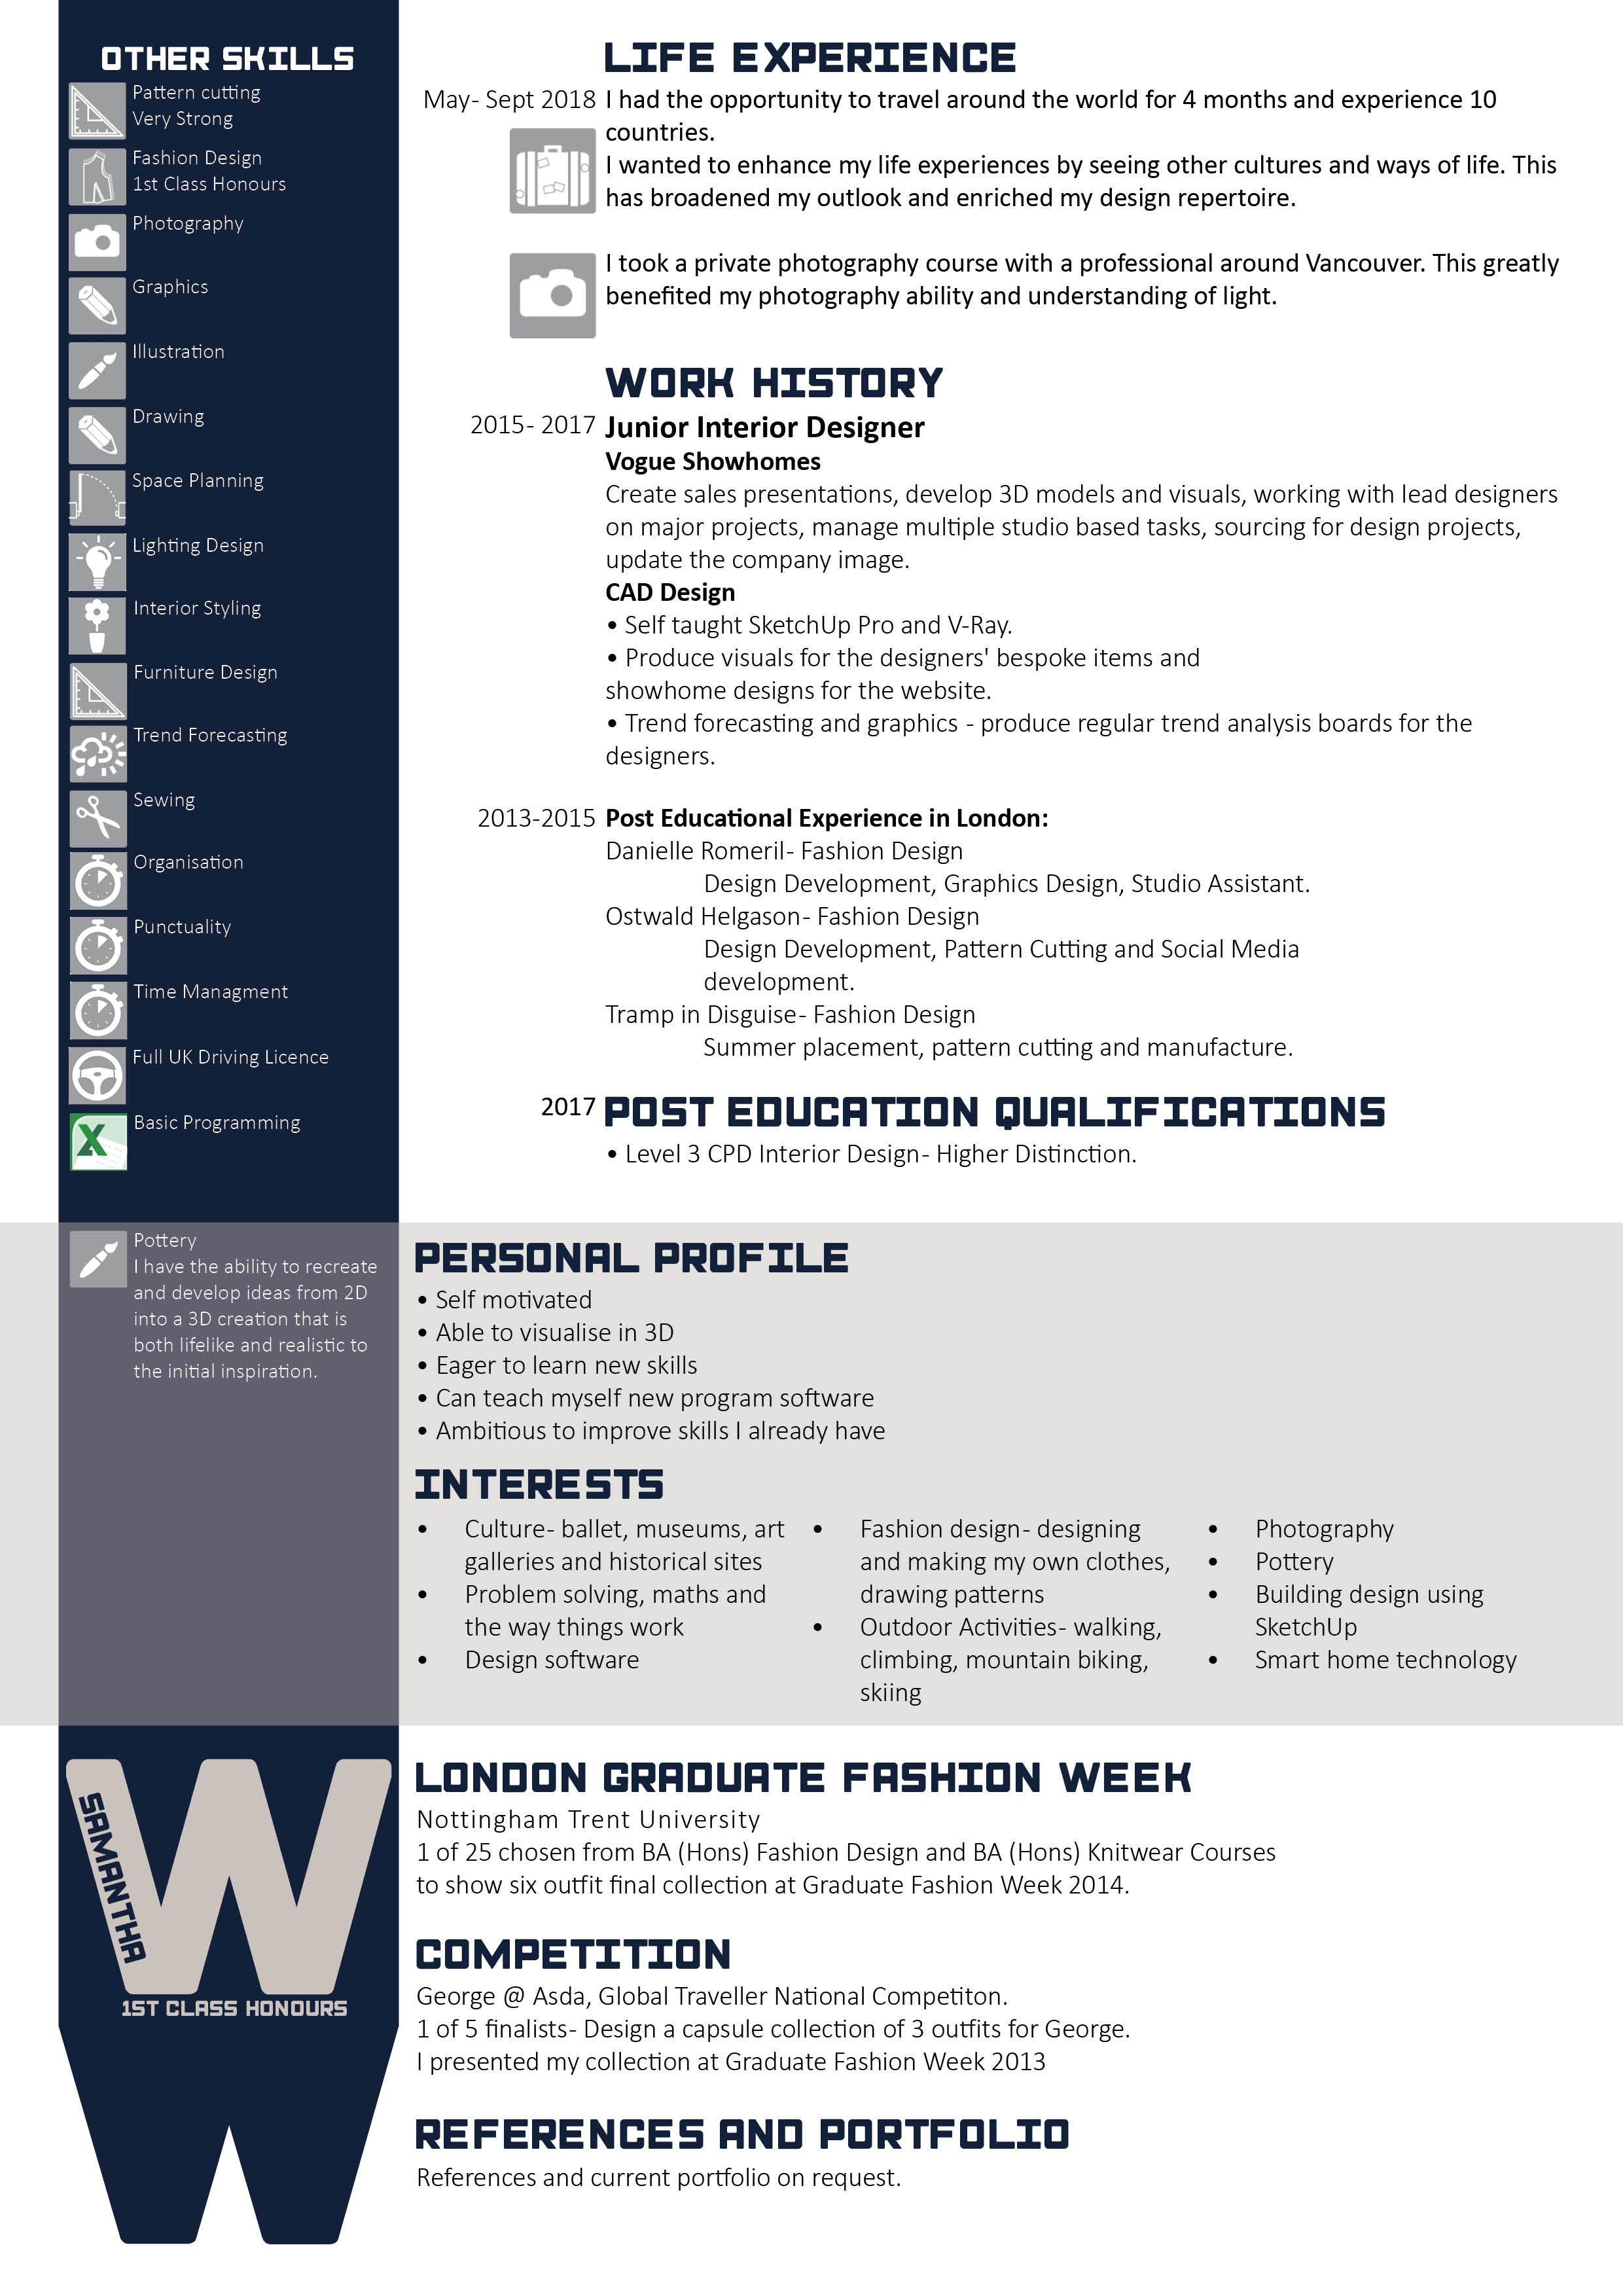 OTHER SKILLS
Pattern cutting
Very Strong
Fashion Design
1st Class Honours
Photography
Graphics
Illustration
Drawing
Space Planning
Lighting Design
Interior Styling
Furniture Design
Trend Forecasting
Sewing
Organisation
Punctuality
Time Managment
Full UK Driving Licence
X
Basic Programming
Pottery
I have the ability to recreate
and develop ideas from 2D
into a 3D creation that is
both lifelike and realistic to
the initial inspiration.
W
SAMANTHA
1ST CLASS HONOURS
LIFE EXPERIENCE
May- Sept 2018 I had the opportunity to travel around the world for 4 months and experience 10
countries.
I wanted to enhance my life experiences by seeing other cultures and ways of life. This
has broadened my outlook and enriched my design repertoire.
I took a private photography course with a professional around Vancouver. This greatly
benefited my photography ability and understanding of light.
WORK HISTORY
2015- 2017 Junior Interior Designer
Vogue Showhomes
Create sales presentations, develop 3D models and visuals, working with lead designers
on major projects, manage multiple studio based tasks, sourcing for design projects,
update the company image.
CAD Design
• Self taught SketchUp Pro and V-Ray.
• Produce visuals for the designers' bespoke items and
showhome designs for the website.
• Trend forecasting and graphics - produce regular trend analysis boards for the
designers.
2013-2015 Post Educational Experience in London:
Danielle Romeril- Fashion Design
Design Development, Graphics Design, Studio Assistant.
Ostwald Helgason- Fashion Design
Design Development, Pattern Cutting and Social Media
development.
Tramp in Disguise- Fashion Design
Summer placement, pattern cutting and manufacture.
2017 POST EDUCATION QUALIFICATIONS
• Level 3 CPD Interior Design- Higher Distinction.
PERSONAL PROFILE
• Self motivated
• Able to visualise in 3D
• Eager to learn new skills
• Can teach myself new program software
• Ambitious to improve skills I already have
INTERESTS
• Culture- ballet, museums, art
galleries and historical sites
• Problem solving, maths and
the way things work
• Design software
• Fashion design- designing
and making my own clothes,
drawing patterns
• Outdoor Activities- walking,
climbing, mountain biking,
skiing
• Photography
• Pottery
• Building design using
SketchUp
• Smart home technology
LONDON GRADUATE FASHION WEEK
Nottingham Trent University
1 of 25 chosen from BA (Hons) Fashion Design and BA (Hons) Knitwear Courses
to show six outfit final collection at Graduate Fashion Week 2014.
COMPETITION
George @ Asda, Global Traveller National Competiton.
1 of 5 finalists- Design a capsule collection of 3 outfits for George.
I presented my collection at Graduate Fashion Week 2013
REFERENCES AND PORTFOLIO
References and current portfolio on request.